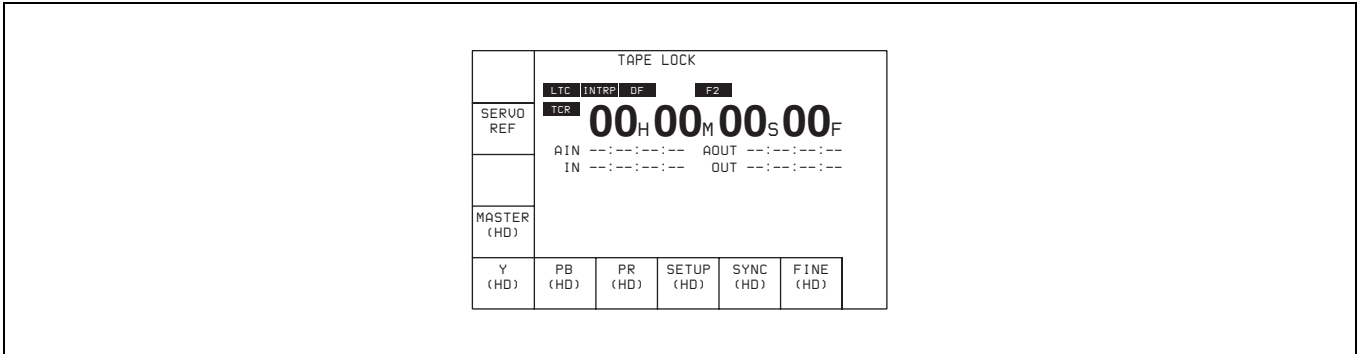 TAPE LOCK
LTC INTRP DF F2
SERVO REF
TCR 00H 00M 00S 00F
AIN --:--:--:-- AOUT --:--:--:--
IN --:--:--:-- OUT --:--:--:--
MASTER (HD)
Y (HD)
PB (HD)
PR (HD)
SETUP (HD)
SYNC (HD)
FINE (HD)